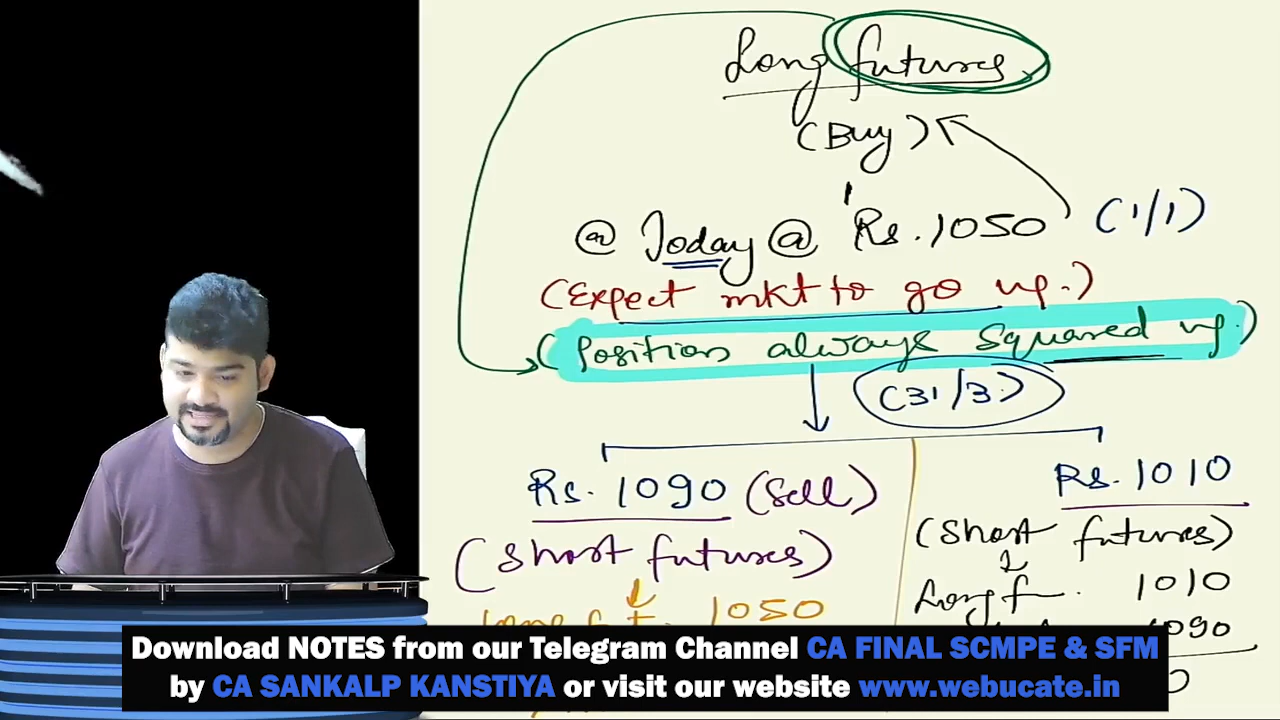 Long futures
(Buy)
@ Today @ Rs. 1050 (1/1)
(Expect mkt to go up.)
(Position always squared up.)
(31/3)
Rs. 1090 (Sell)
(Short futures)
1050
Rs. 1010
(Short futures)
Long f. 1010
1090
0
Download NOTES from our Telegram Channel CA FINAL SCMPE & SFM
by CA SANKALP KANSTIYA or visit our website www.webucate.in